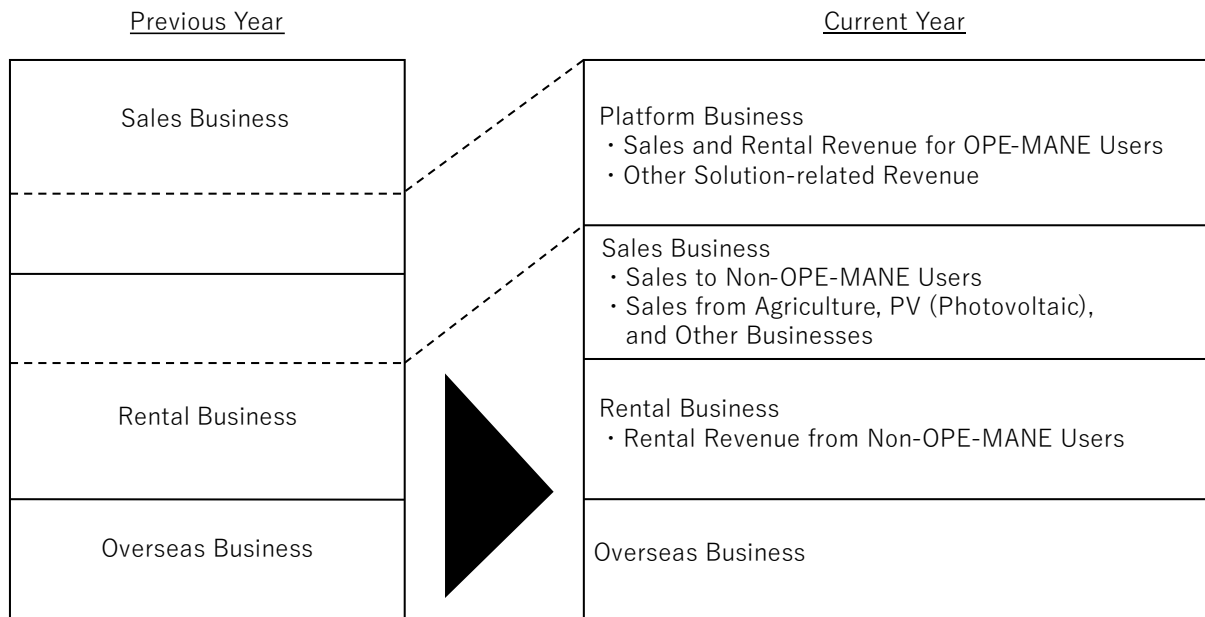 Previous Year
Sales Business
Rental Business
Overseas Business
Current Year
Platform Business
・Sales and Rental Revenue for OPE-MANE Users
・Other Solution-related Revenue
Sales Business
・Sales to Non-OPE-MANE Users
・Sales from Agriculture, PV (Photovoltaic),
and Other Businesses
Rental Business
・Rental Revenue from Non-OPE-MANE Users
Overseas Business